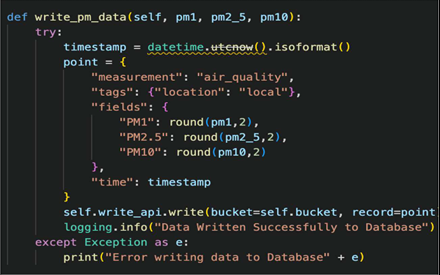 def write_pm_data(self, pm1, pm2_5, pm10):
    try:
        timestamp = datetime.utcnow().isoformat()
        point = {
            "measurement": "air_quality",
            "tags": {"location": "local"},
            "fields": {
                "PM1": round(pm1,2),
                "PM2.5": round(pm2_5,2),
                "PM10": round(pm10,2)
            },
            "time": timestamp
        }
        self.write_api.write(bucket=self.bucket, record=point
        logging.info("Data Written Successfully to Database")
    except Exception as e:
        print("Error writing data to Database" + e)